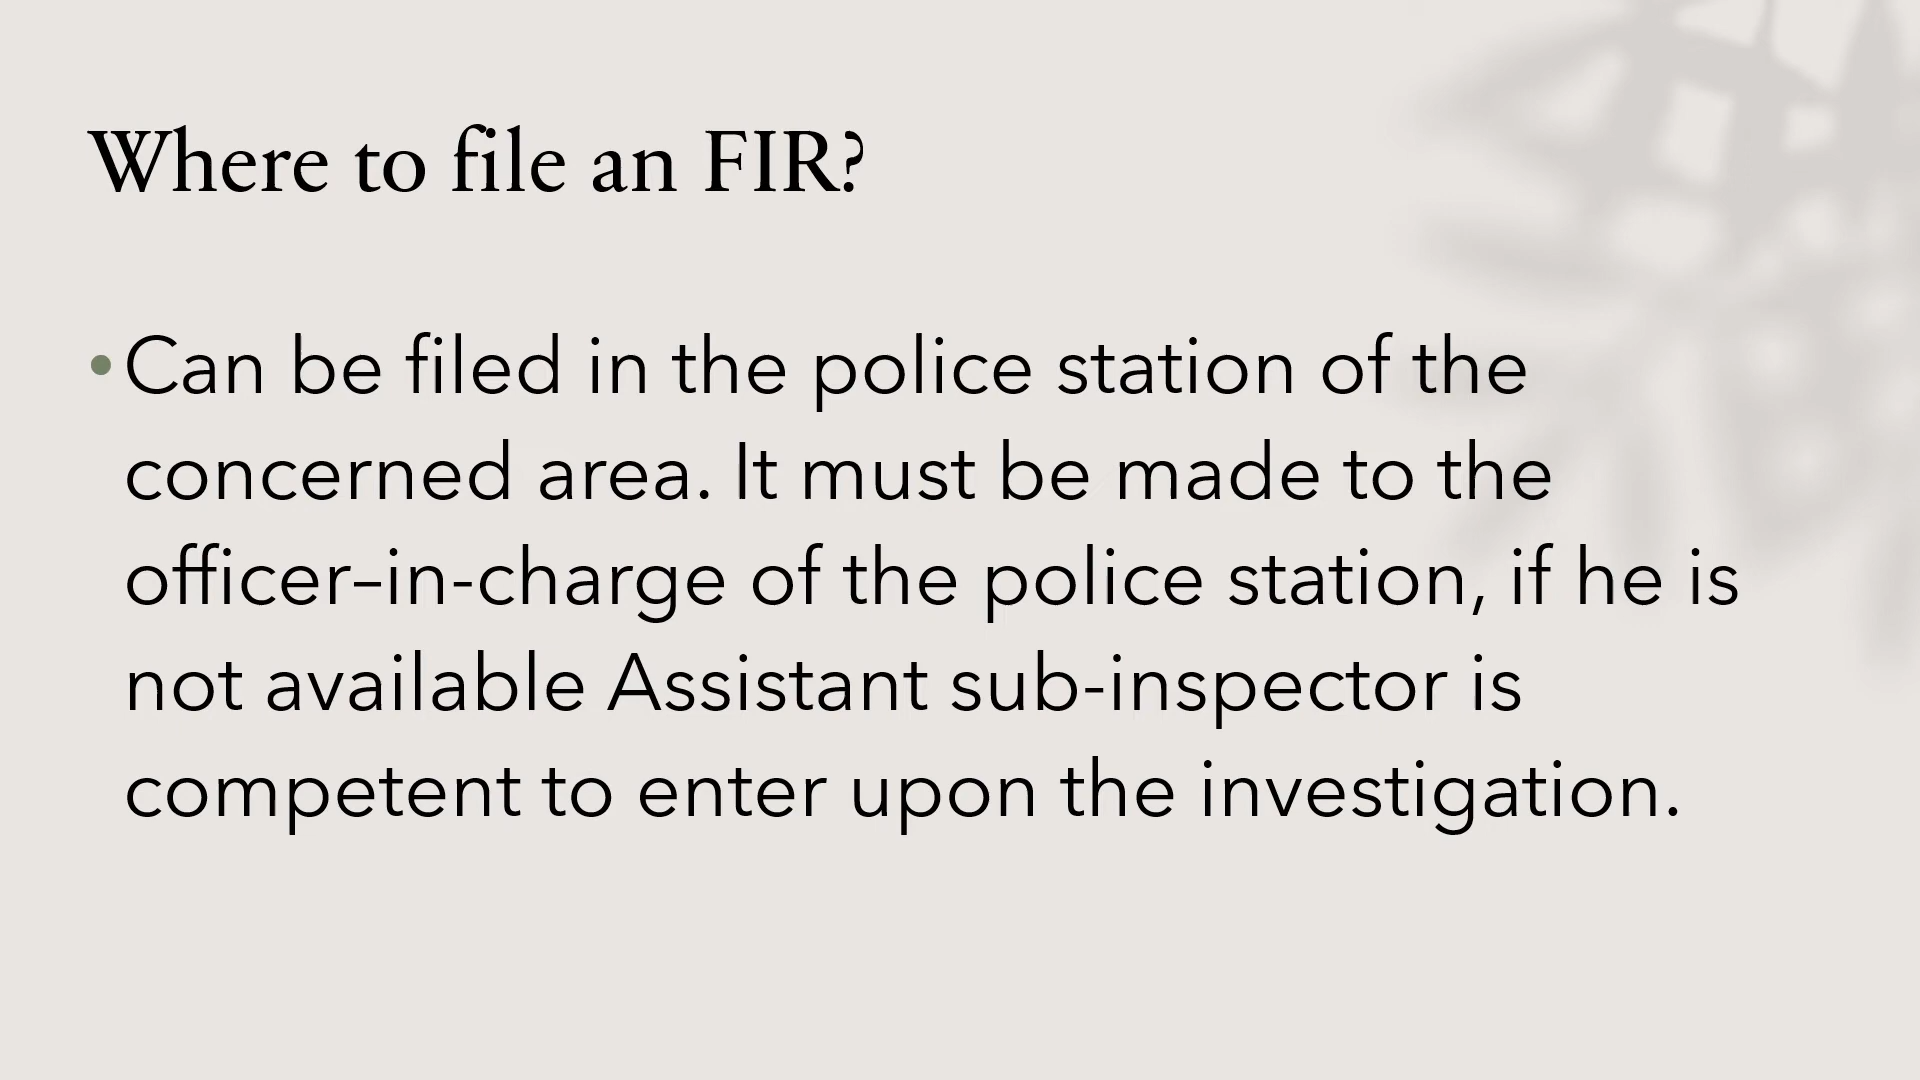 Where to file an FIR?
•Can be filed in the police station of the
concerned area. It must be made to the
officer–in-charge of the police station, if he is
not available Assistant sub-inspector is
competent to enter upon the investigation.